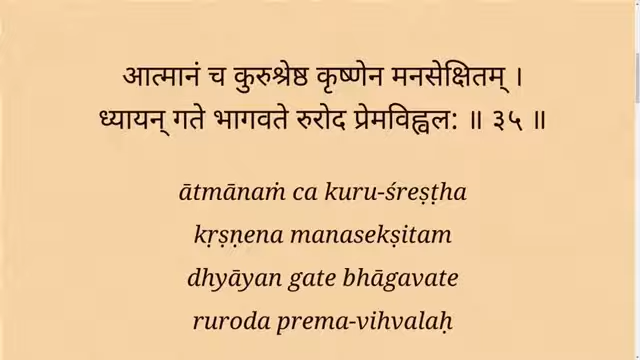 आत्मानं च कुरुश्रेष्ठ कृष्णेन मनसेक्षितम् ।
ध्यायन् गते भागवते रुरोद प्रेमविह्वल: ॥ ३५ ॥
ātmānaṁ ca kuru-śreṣṭha
kṛṣṇena manasekṣitam
dhyāyan gate bhāgavate
ruroda prema-vihvalaḥ